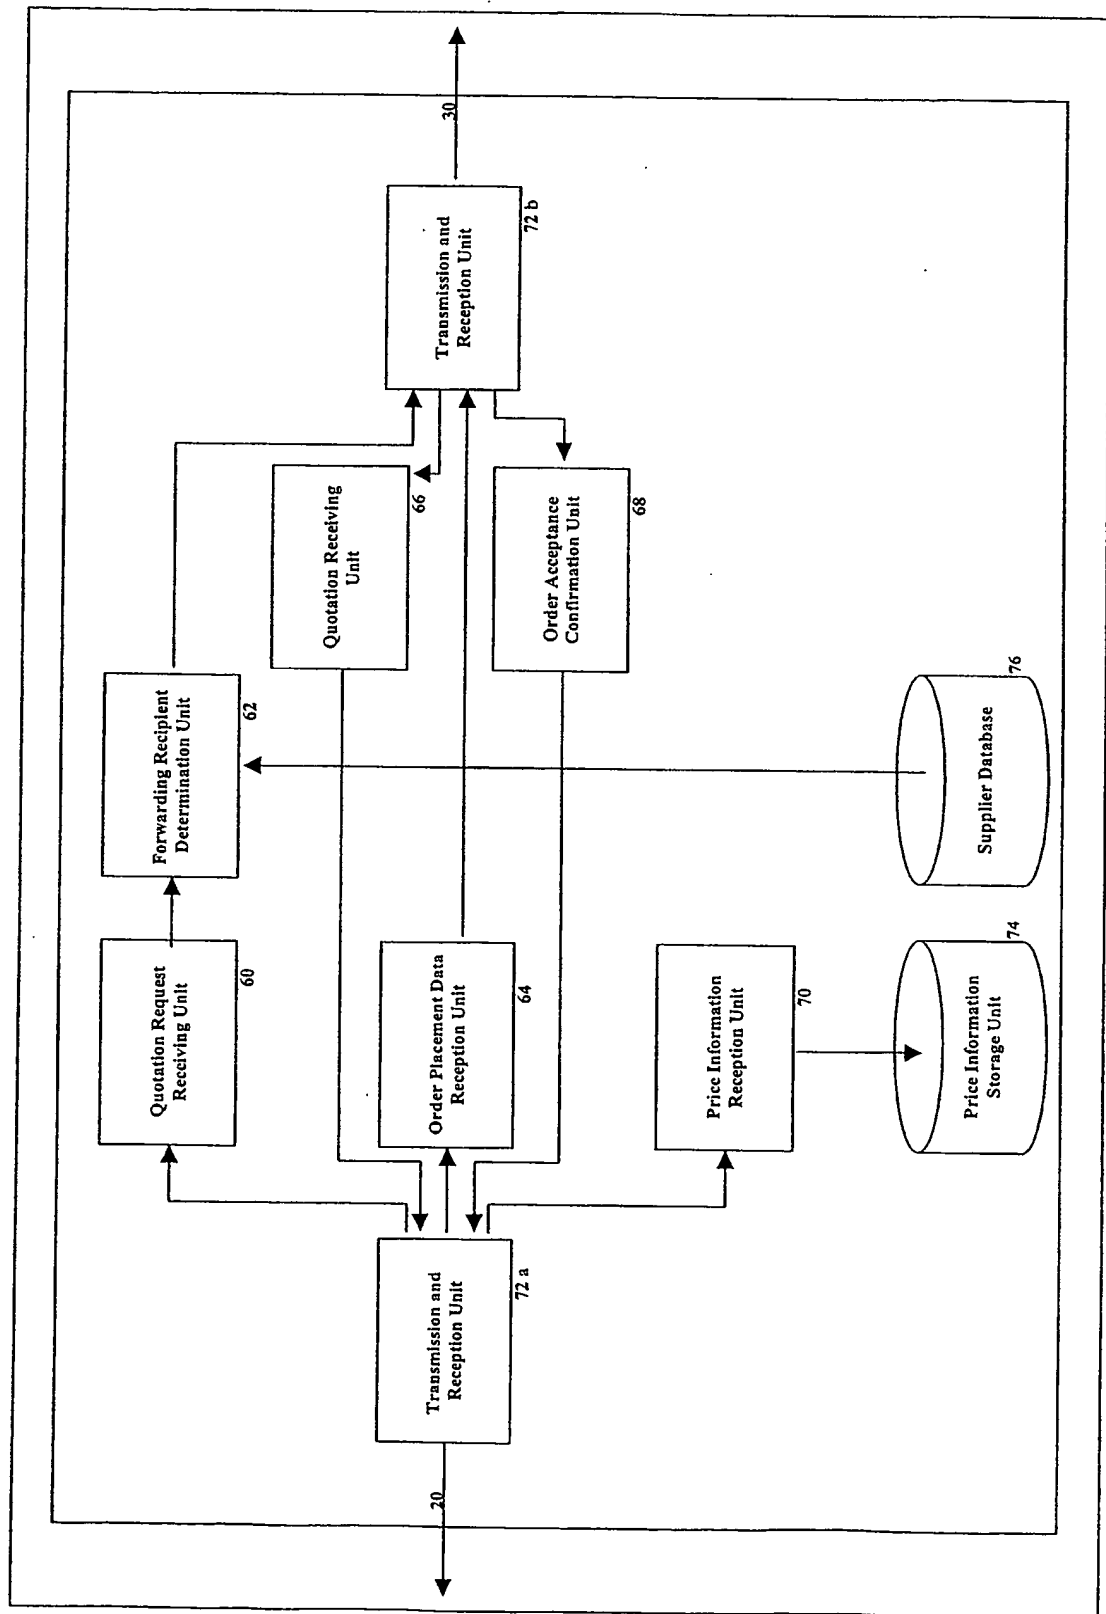 Quotation Request
Receiving Unit
60
Forwarding Recipient
Determination Unit
62
Quotation Receiving
Unit
66
Transmission and
Reception Unit
72 a
20
Order Placement Data
Reception Unit
64
Transmission and
Reception Unit
72 b
30
Order Acceptance
Confirmation Unit
68
Price Information
Reception Unit
70
Price Information
Storage Unit
74
Supplier Database
76